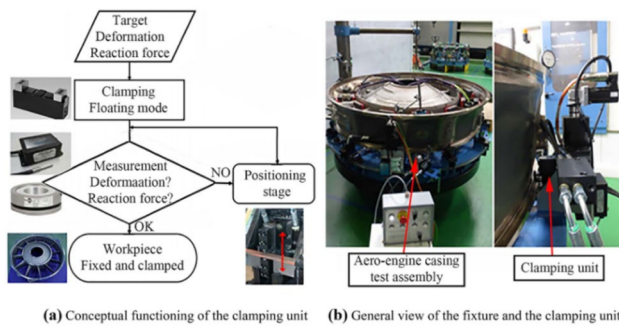 Target
Deformation
Reaction force
Clamping
Floating mode
Measurement
Deformaation?
Reaction force?
NO
Positioning
stage
OK
Workpiece
Fixed and clamped
Aero-engine casing
test assembly
Clamping unit
(a) Conceptual functioning of the clamping unit
(b) General view of the fixture and the clamping unit